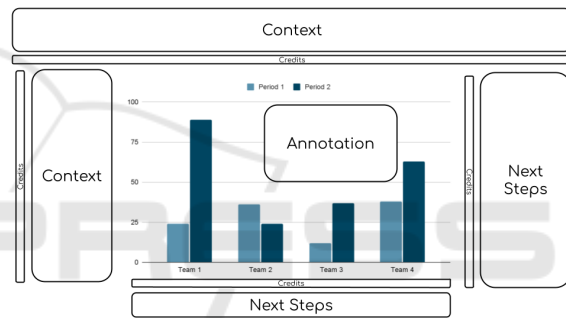 Context
Credits
Period 1 Period 2
100
75
50
25
0
Annotation
Credits
Context
Credits
Next
Steps
Team 1 Team 2 Team 3 Team 4
Credits
Next Steps